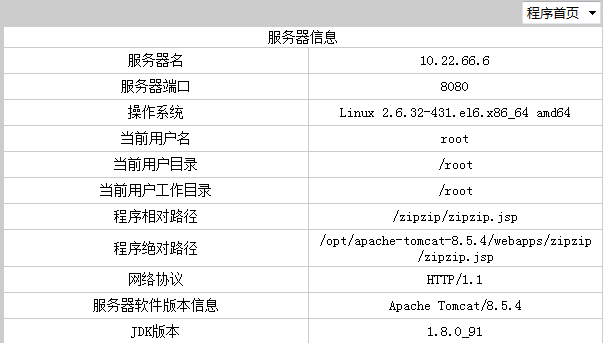 程序首页
服务器信息
服务器名 10.22.66.6
服务器端口 8080
操作系统 Linux 2.6.32-431.el6.x86_64 amd64
当前用户名 root
当前用户目录 /root
当前用户工作目录 /root
程序相对路径 /zipzip/zipzip.jsp
程序绝对路径 /opt/apache-tomcat-8.5.4/webapps/zipzip
/zipzip.jsp
网络协议 HTTP/1.1
服务器软件版本信息 Apache Tomcat/8.5.4
JDK版本 1.8.0_91